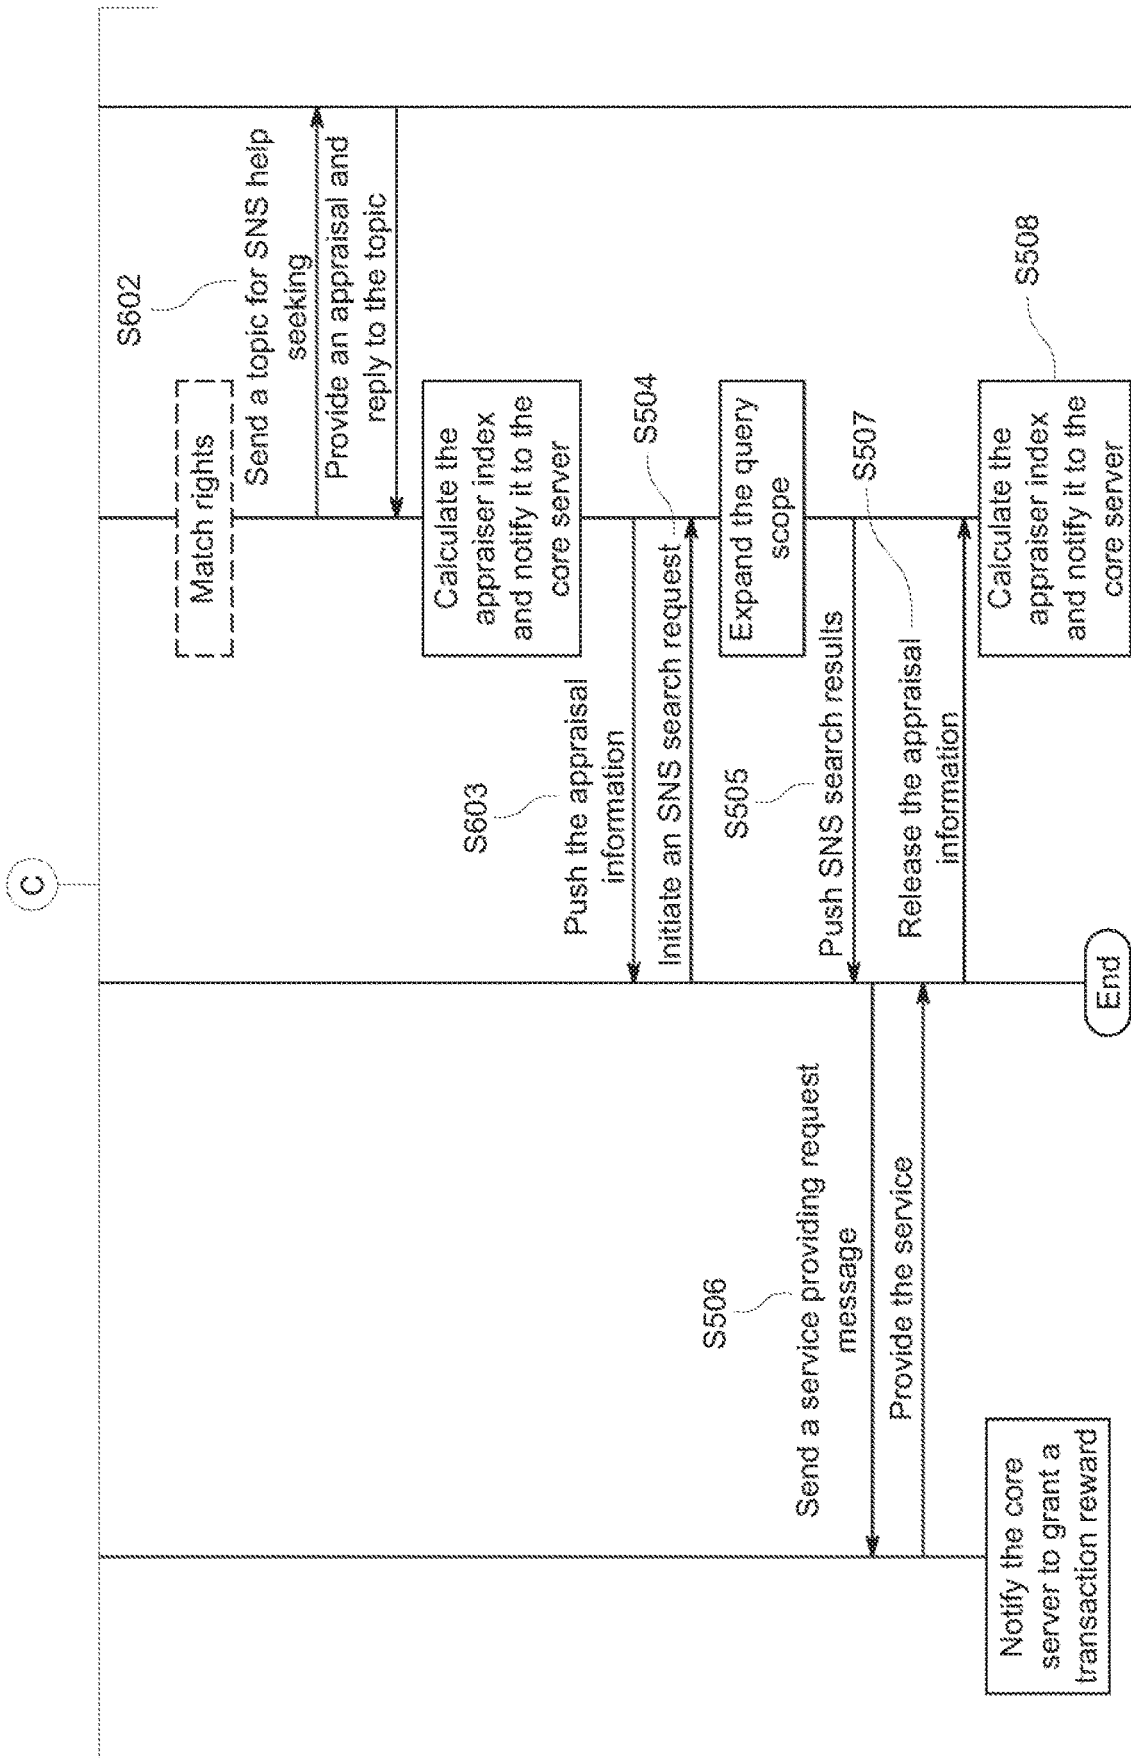 C
S602
Match rights
Send a topic for SNS help
seeking
Provide an appraisal and
reply to the topic
Calculate the
appraiser index
and notify it to the
core server
S603
Push the appraisal
information
S504
Initiate an SNS search request
Expand the query
scope
S505
Push SNS search results
S506
Send a service providing request
message
Provide the service
S507
Release the appraisal
information
Calculate the
appraiser index
and notify it to the
core server
S508
Notify the core
server to grant a
transaction reward
End